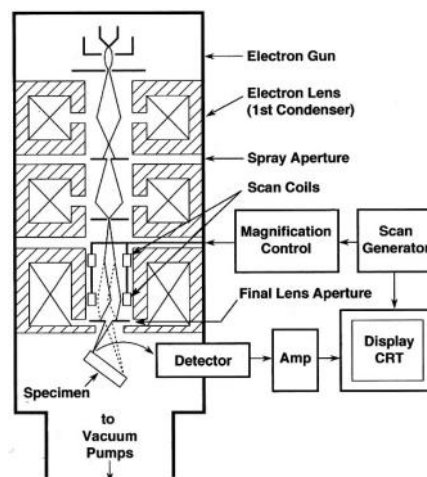 Electron Gun
Electron Lens
(1st Condenser)
Spray Aperture
Scan Coils
Magnification
Control
Scan
Generator
Final Lens Aperture
Display
CRT
Detector
Amp
Specimen
to
Vacuum
Pumps